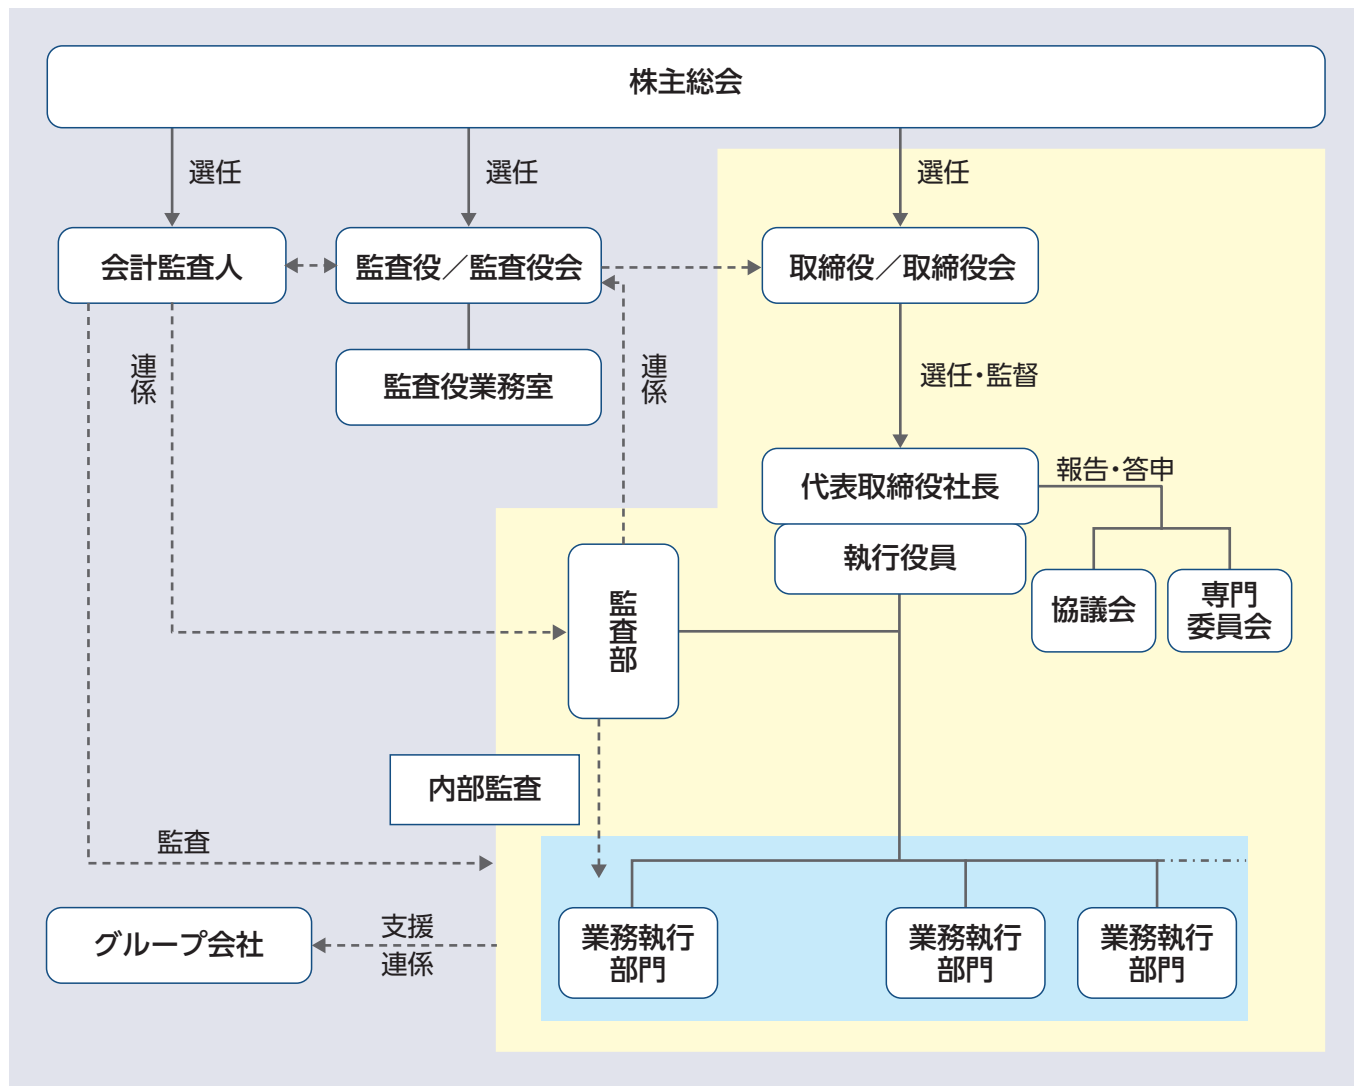 株主総会
選任
選任
選任
会計監査人
監査役／監査役会
取締役／取締役会
連係
監査役業務室
連係
選任・監督
代表取締役社長
報告・答申
執行役員
協議会
専門
委員会
監査部
内部監査
監査
グループ会社
支援
連係
業務執行
部門
業務執行
部門
業務執行
部門